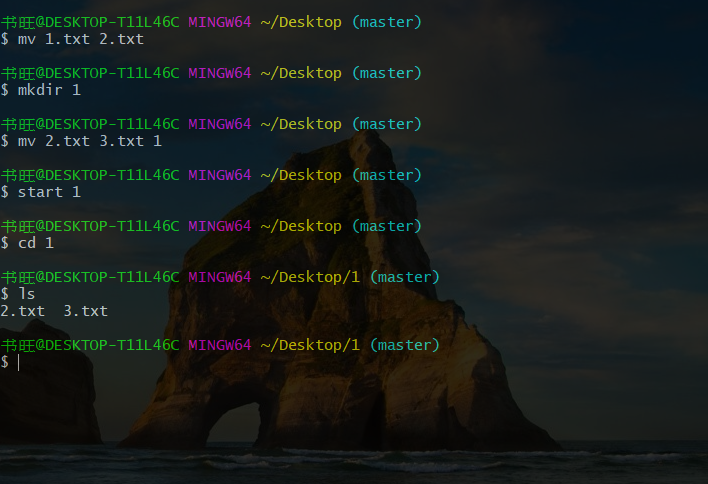 书旺@DESKTOP-T11L46C MINGW64 ~/Desktop (master)
$ mv 1.txt 2.txt
书旺@DESKTOP-T11L46C MINGW64 ~/Desktop (master)
$ mkdir 1
书旺@DESKTOP-T11L46C MINGW64 ~/Desktop (master)
$ mv 2.txt 3.txt 1
书旺@DESKTOP-T11L46C MINGW64 ~/Desktop (master)
$ start 1
书旺@DESKTOP-T11L46C MINGW64 ~/Desktop (master)
$ cd 1
书旺@DESKTOP-T11L46C MINGW64 ~/Desktop/1 (master)
$ ls
2.txt  3.txt
书旺@DESKTOP-T11L46C MINGW64 ~/Desktop/1 (master)
$